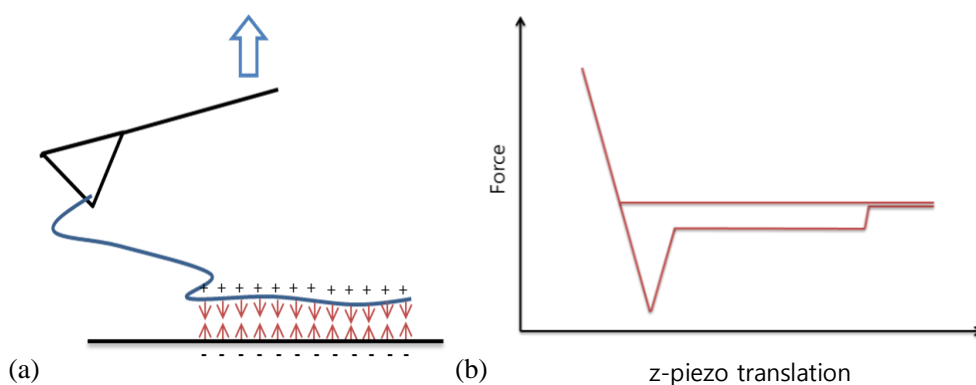 Force
+ + + + + + + + + + + +
- - - - - - - - - - - -
(a)
(b)
z-piezo translation